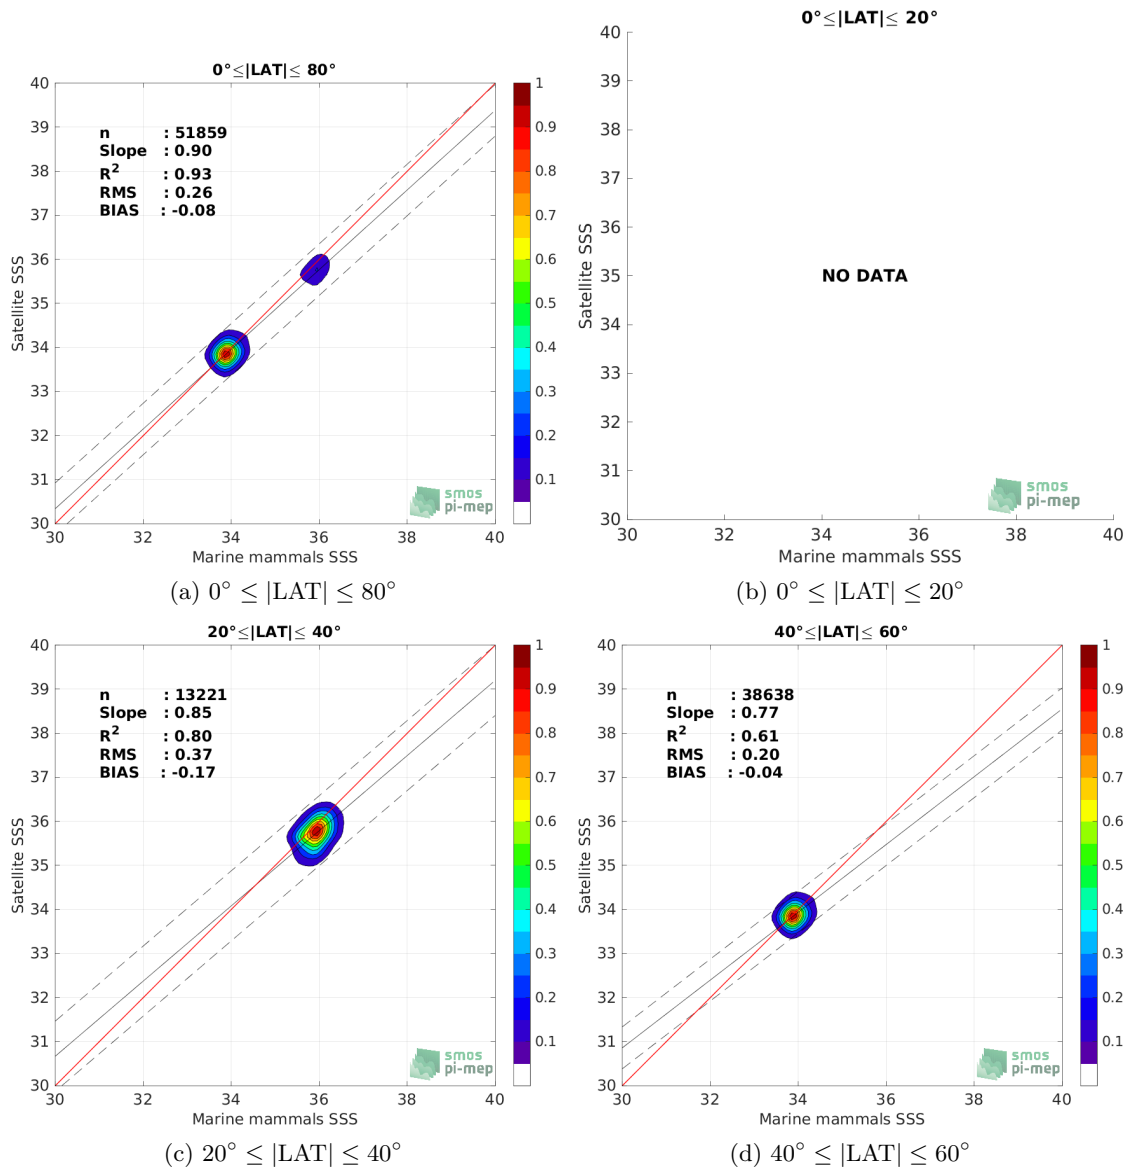 0°≤|LAT|≤ 80°
40
39
38
37
36
35
34
33
32
31
30
n : 51859
Slope : 0.90
R² : 0.93
RMS : 0.26
BIAS : -0.08
Satellite SSS
30 32 34 36 38 40
Marine mammals SSS
smos
pi-mep
1
0.9
0.8
0.7
0.6
0.5
0.4
0.3
0.2
0.1
(a) 0° ≤ |LAT| ≤ 80°
0°≤|LAT|≤ 20°
40
39
38
37
36
35
34
33
32
31
30
NO DATA
Satellite SSS
30 32 34 36 38 40
Marine mammals SSS
smos
pi-mep
(b) 0° ≤ |LAT| ≤ 20°
20°≤|LAT|≤ 40°
40
39
38
37
36
35
34
33
32
31
30
n : 13221
Slope : 0.85
R² : 0.80
RMS : 0.37
BIAS : -0.17
Satellite SSS
30 32 34 36 38 40
Marine mammals SSS
smos
pi-mep
1
0.9
0.8
0.7
0.6
0.5
0.4
0.3
0.2
0.1
(c) 20° ≤ |LAT| ≤ 40°
40°≤|LAT|≤ 60°
40
39
38
37
36
35
34
33
32
31
30
n : 38638
Slope : 0.77
R² : 0.61
RMS : 0.20
BIAS : -0.04
Satellite SSS
30 32 34 36 38 40
Marine mammals SSS
smos
pi-mep
1
0.9
0.8
0.7
0.6
0.5
0.4
0.3
0.2
0.1
(d) 40° ≤ |LAT| ≤ 60°